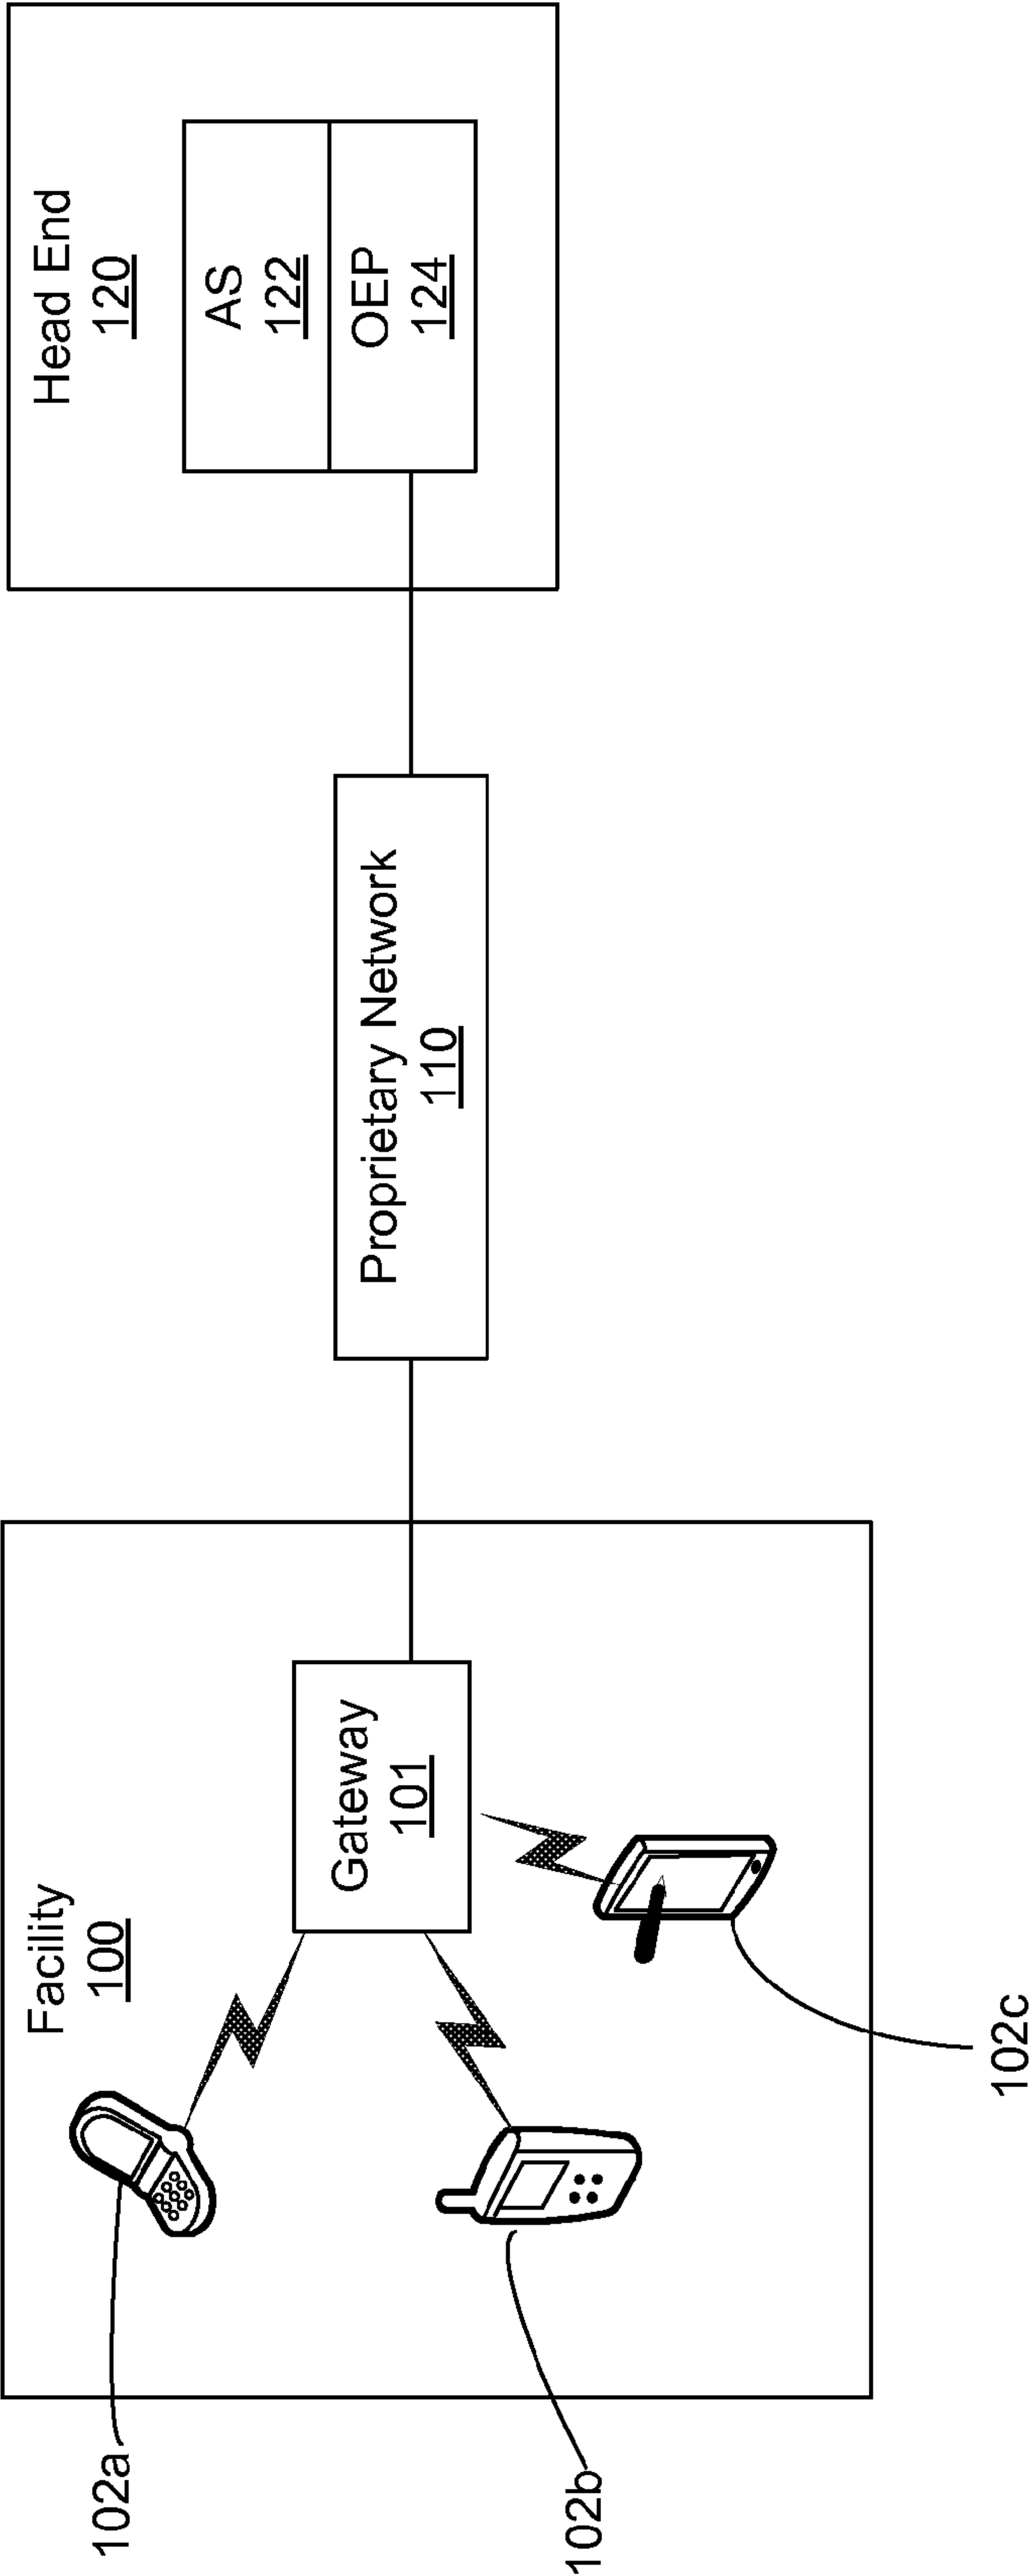 Facility
100
102a
Gateway
101
102b
102c
Proprietary Network
110
Head End
120
AS
122
OEP
124